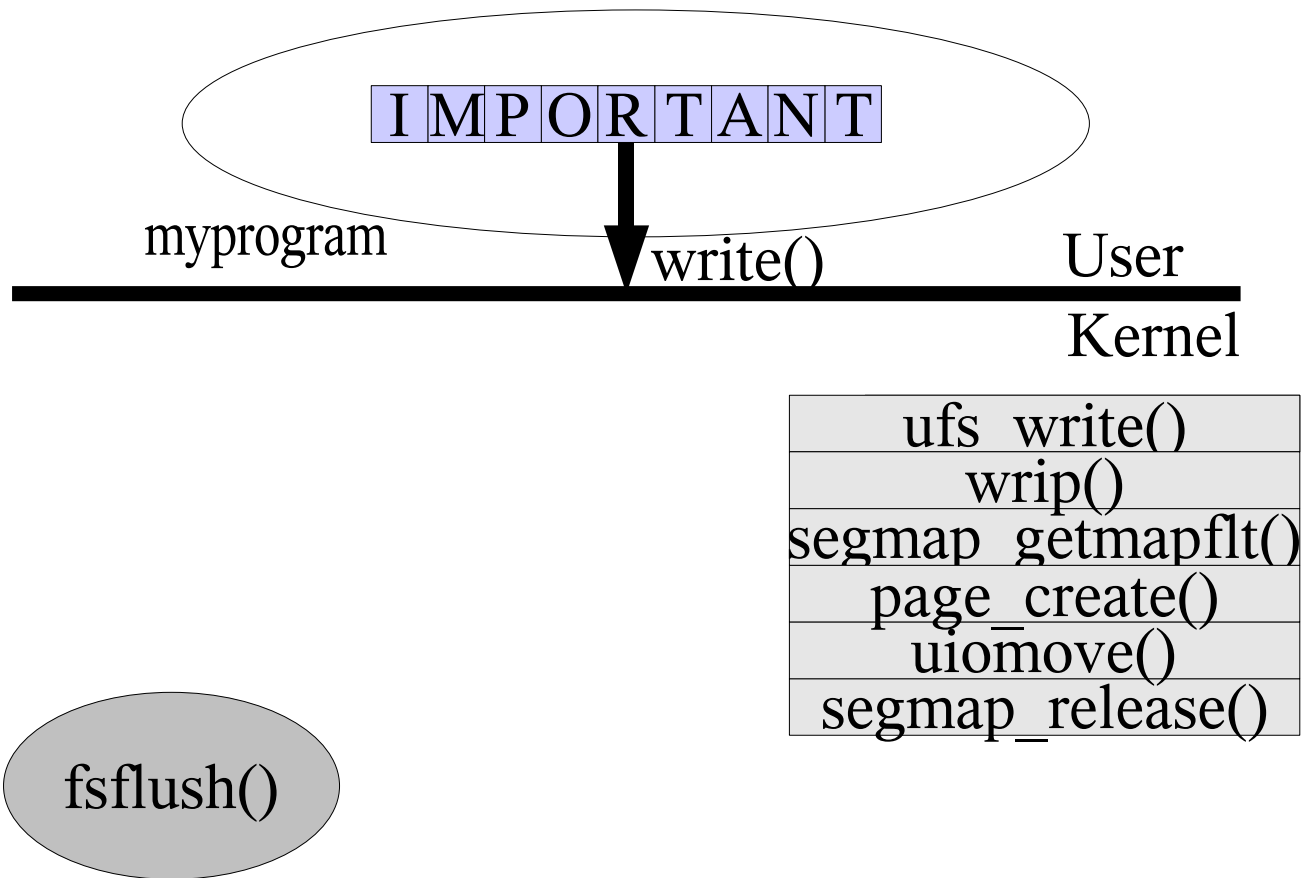 IMPORTANT
myprogram
write()
User
Kernel
ufs_write()
wrip()
segmap_getmapflt()
page_create()
uiomove()
segmap_release()
fsflush()